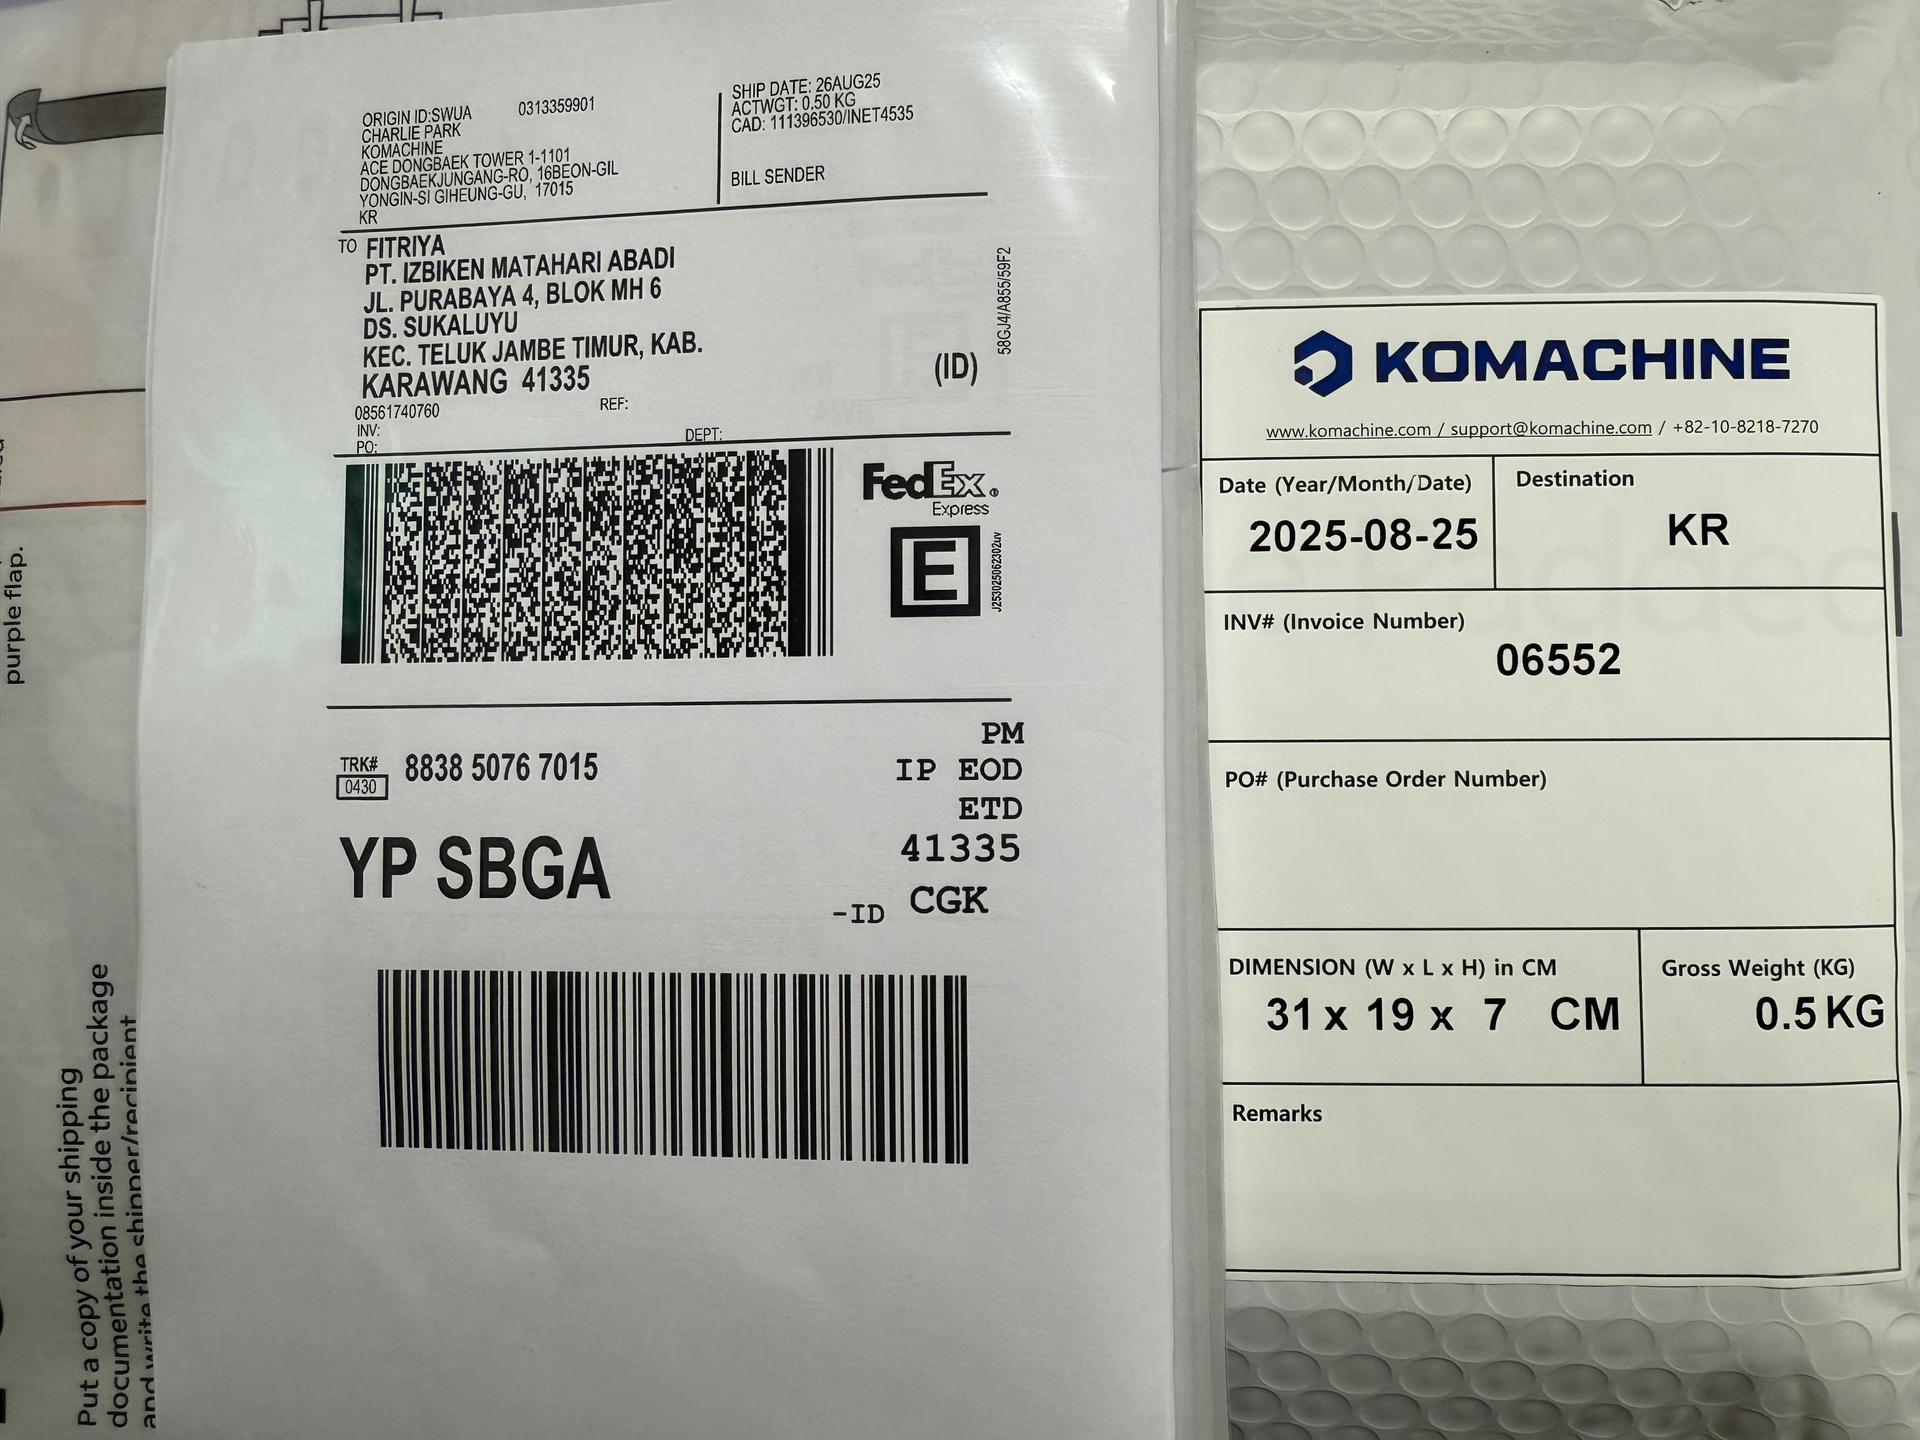 ORIGIN ID:SWUA 0313359901
CHARLIE PARK
KOMACHINE
ACE DONGBAEK TOWER 1-1101
DONGBAEKJUNGANG-RO, 16BEON-GIL
YONGIN-SI GIHEUNG-GU, 17015
KR
SHIP DATE: 26AUG25
ACTWGT: 0.50 KG
CAD: 111396530/INET4535
BILL SENDER
TO FITRIYA
PT. IZBIKEN MATAHARI ABADI
JL. PURABAYA 4, BLOK MH 6
DS. SUKALUYU
KEC. TELUK JAMBE TIMUR, KAB.
KARAWANG 41335
(ID)
08561740760
REF:
INV:
PO:
DEPT:
58GJ4/A855/59F2
FedEx
Express
E
J253025062302uv
TRK# 8838 5076 7015
0430
PM
IP EOD
ETD
41335
YP SBGA
-ID CGK
KOMACHINE
www.komachine.com / support@komachine.com / +82-10-8218-7270
Date (Year/Month/Date)
2025-08-25
Destination
KR
INV# (Invoice Number)
06552
PO# (Purchase Order Number)
DIMENSION (W x L x H) in CM
31 x 19 x 7 CM
Gross Weight (KG)
0.5 KG
Remarks
purple flap.
Put a copy of your shipping
documentation inside the package
and write the shipper/recipient